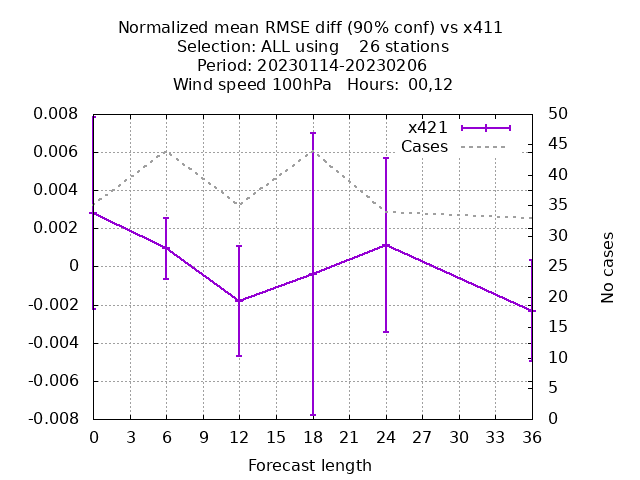 Normalized mean RMSE diff (90% conf) vs x411
Selection: ALL using    26 stations
Period: 20230114-20230206
Wind speed 100hPa   Hours:  00,12
x421
Cases
0.008
0.006
0.004
0.002
0
-0.002
-0.004
-0.006
-0.008
50
45
40
35
30
25
20
15
10
5
0
No cases
0 3 6 9 12 15 18 21 24 27 30 33 36
Forecast length